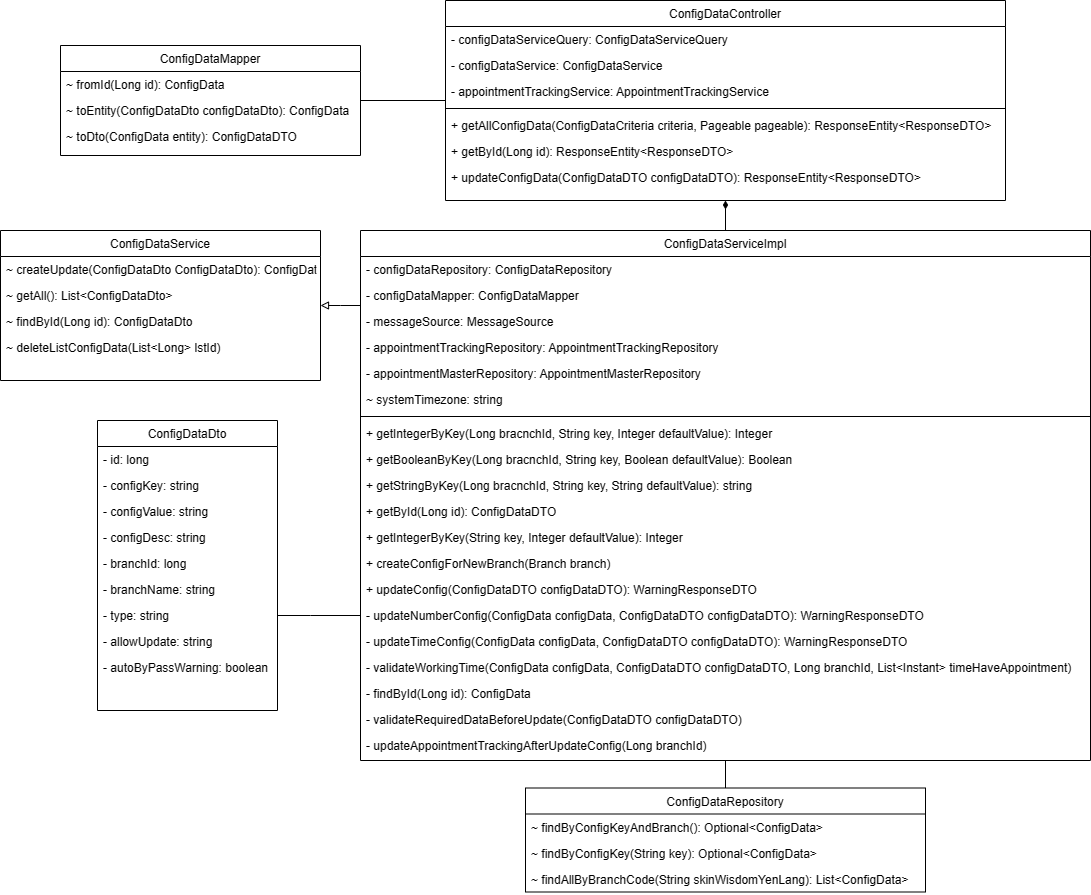 ConfigDataController
- configDataServiceQuery: ConfigDataServiceQuery
- configDataService: ConfigDataService
- appointmentTrackingService: AppointmentTrackingService
+ getAllConfigData(ConfigDataCriteria criteria, Pageable pageable): ResponseEntity<ResponseDTO>
+ getById(Long id): ResponseEntity<ResponseDTO>
+ updateConfigData(ConfigDataDTO configDataDTO): ResponseEntity<ResponseDTO>
ConfigDataMapper
~ fromId(Long id): ConfigData
~ toEntity(ConfigDataDto configDataDto): ConfigData
~ toDto(ConfigData entity): ConfigDataDTO
ConfigDataService
~ createUpdate(ConfigDataDto ConfigDataDto): ConfigDat
~ getAll(): List<ConfigDataDto>
~ findById(Long id): ConfigDataDto
~ deleteListConfigData(List<Long> lstId)
ConfigDataServiceImpl
- configDataRepository: ConfigDataRepository
- configDataMapper: ConfigDataMapper
- messageSource: MessageSource
- appointmentTrackingRepository: AppointmentTrackingRepository
- appointmentMasterRepository: AppointmentMasterRepository
~ systemTimezone: string
+ getIntegerByKey(Long bracnchId, String key, Integer defaultValue): Integer
+ getBooleanByKey(Long bracnchId, String key, Boolean defaultValue): Boolean
+ getStringByKey(Long bracnchId, String key, String defaultValue): string
+ getById(Long id): ConfigDataDTO
+ getIntegerByKey(String key, Integer defaultValue): Integer
+ createConfigForNewBranch(Branch branch)
+ updateConfig(ConfigDataDTO configDataDTO): WarningResponseDTO
- updateNumberConfig(ConfigData configData, ConfigDataDTO configDataDTO): WarningResponseDTO
- updateTimeConfig(ConfigData configData, ConfigDataDTO configDataDTO): WarningResponseDTO
- validateWorkingTime(ConfigData configData, ConfigDataDTO configDataDTO, Long branchId, List<Instant> timeHaveAppointment)
- findById(Long id): ConfigData
- validateRequiredDataBeforeUpdate(ConfigDataDTO configDataDTO)
- updateAppointmentTrackingAfterUpdateConfig(Long branchId)
ConfigDataDto
- id: long
- configKey: string
- configValue: string
- configDesc: string
- branchId: long
- branchName: string
- type: string
- allowUpdate: string
- autoByPassWarning: boolean
ConfigDataRepository
~ findByConfigKeyAndBranch(): Optional<ConfigData>
~ findByConfigKey(String key): Optional<ConfigData>
~ findAllByBranchCode(String skinWisdomYenLang): List<ConfigData>